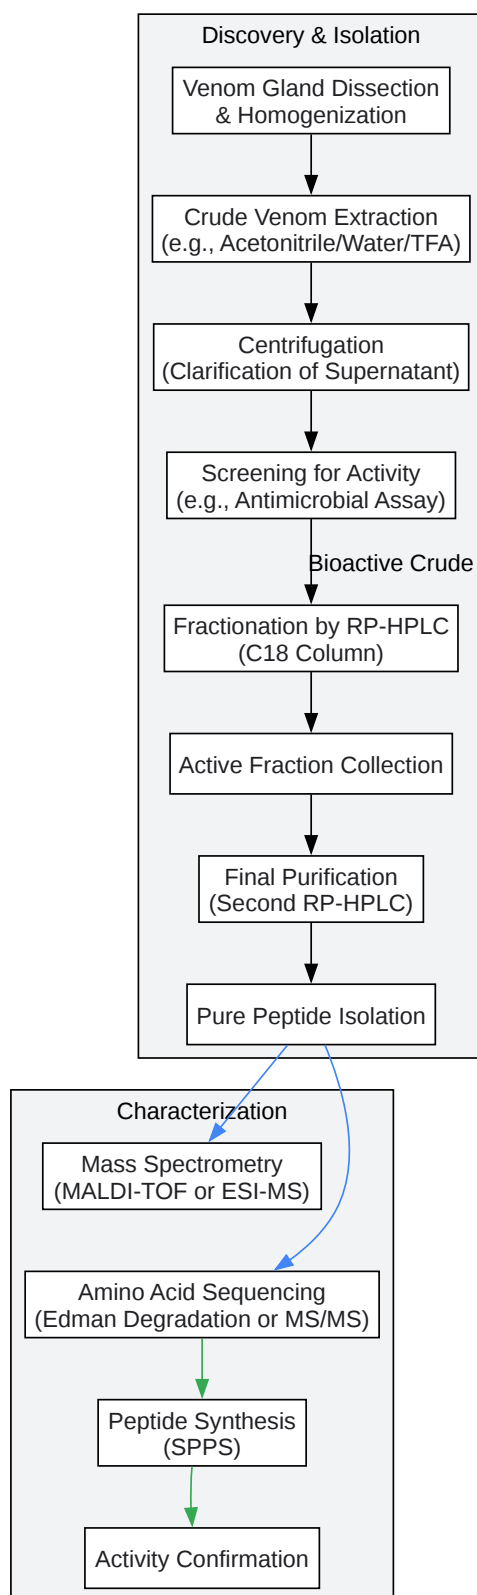 Discovery & Isolation
Venom Gland Dissection
& Homogenization
Crude Venom Extraction
(e.g., Acetonitrile/Water/TFA)
Centrifugation
(Clarification of Supernatant)
Screening for Activity
(e.g., Antimicrobial Assay)
Bioactive Crude
Fractionation by RP-HPLC
(C18 Column)
Active Fraction Collection
Final Purification
(Second RP-HPLC)
Pure Peptide Isolation
Characterization
Mass Spectrometry
(MALDI-TOF or ESI-MS)
Amino Acid Sequencing
(Edman Degradation or MS/MS)
Peptide Synthesis
(SPPS)
Activity Confirmation